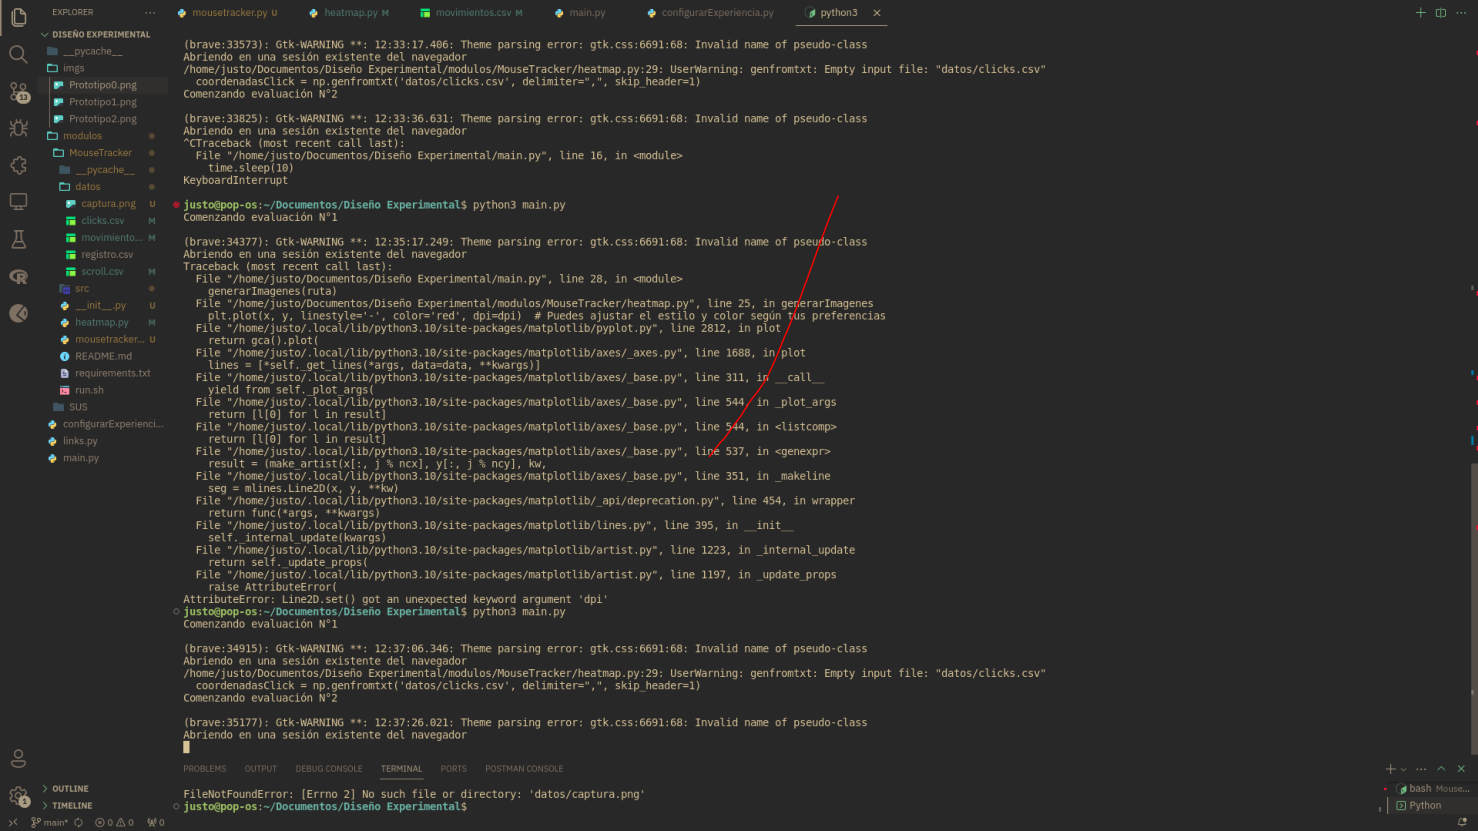 EXPLORER
mousetracker.py U
heatmap.py M
movimientos.csv M
main.py
configurarExperiencia.py
python3
DISEÑO EXPERIMENTAL
__pycache__
imgs
Prototipo0.png
Prototipo1.png
Prototipo2.png
modulos
MouseTracker
__pycache__
datos
captura.png U
clicks.csv M
movimiento... M
registro.csv
scroll.csv M
src
__init__.py U
heatmap.py M
mousetracker... U
README.md
requirements.txt
run.sh
SUS
configurarExperienci...
links.py
main.py
OUTLINE
TIMELINE
13
1
(brave:33573): Gtk-WARNING **: 12:33:17.406: Theme parsing error: gtk.css:6691:68: Invalid name of pseudo-class
Abriendo en una sesión existente del navegador
/home/justo/Documentos/Diseño Experimental/modulos/MouseTracker/heatmap.py:29: UserWarning: genfromtxt: Empty input file: "datos/clicks.csv"
coordenadasClick = np.genfromtxt('datos/clicks.csv', delimiter=",", skip_header=1)
Comenzando evaluación N°2
(brave:33825): Gtk-WARNING **: 12:33:36.631: Theme parsing error: gtk.css:6691:68: Invalid name of pseudo-class
Abriendo en una sesión existente del navegador
^CTraceback (most recent call last):
File "/home/justo/Documentos/Diseño Experimental/main.py", line 16, in <module>
time.sleep(10)
KeyboardInterrupt
justo@pop-os:~/Documentos/Diseño Experimental$ python3 main.py
Comenzando evaluación N°1
(brave:34377): Gtk-WARNING **: 12:35:17.249: Theme parsing error: gtk.css:6691:68: Invalid name of pseudo-class
Abriendo en una sesión existente del navegador
Traceback (most recent call last):
File "/home/justo/Documentos/Diseño Experimental/main.py", line 28, in <module>
generarImagenes(ruta)
File "/home/justo/Documentos/Diseño Experimental/modulos/MouseTracker/heatmap.py", line 25, in generarImagenes
plt.plot(x, y, linestyle='-', color='red', dpi=dpi)  # Puedes ajustar el estilo y color según tus preferencias
File "/home/justo/.local/lib/python3.10/site-packages/matplotlib/pyplot.py", line 2812, in plot
return gca().plot(
File "/home/justo/.local/lib/python3.10/site-packages/matplotlib/axes/_axes.py", line 1688, in plot
lines = [*self._get_lines(*args, data=data, **kwargs)]
File "/home/justo/.local/lib/python3.10/site-packages/matplotlib/axes/_base.py", line 311, in __call__
yield from self._plot_args(
File "/home/justo/.local/lib/python3.10/site-packages/matplotlib/axes/_base.py", line 544, in _plot_args
return [l[0] for l in result]
File "/home/justo/.local/lib/python3.10/site-packages/matplotlib/axes/_base.py", line 544, in <listcomp>
return [l[0] for l in result]
File "/home/justo/.local/lib/python3.10/site-packages/matplotlib/axes/_base.py", line 537, in <genexpr>
result = (make_artist(x[:, j % ncx], y[:, j % ncy], kw,
File "/home/justo/.local/lib/python3.10/site-packages/matplotlib/axes/_base.py", line 351, in _makeline
seg = mlines.Line2D(x, y, **kw)
File "/home/justo/.local/lib/python3.10/site-packages/matplotlib/_api/deprecation.py", line 454, in wrapper
return func(*args, **kwargs)
File "/home/justo/.local/lib/python3.10/site-packages/matplotlib/lines.py", line 395, in __init__
self._internal_update(kwargs)
File "/home/justo/.local/lib/python3.10/site-packages/matplotlib/artist.py", line 1223, in _internal_update
return self._update_props(
File "/home/justo/.local/lib/python3.10/site-packages/matplotlib/artist.py", line 1197, in _update_props
raise AttributeError(
AttributeError: Line2D.set() got an unexpected keyword argument 'dpi'
justo@pop-os:~/Documentos/Diseño Experimental$ python3 main.py
Comenzando evaluación N°1
(brave:34915): Gtk-WARNING **: 12:37:06.346: Theme parsing error: gtk.css:6691:68: Invalid name of pseudo-class
Abriendo en una sesión existente del navegador
/home/justo/Documentos/Diseño Experimental/modulos/MouseTracker/heatmap.py:29: UserWarning: genfromtxt: Empty input file: "datos/clicks.csv"
coordenadasClick = np.genfromtxt('datos/clicks.csv', delimiter=",", skip_header=1)
Comenzando evaluación N°2
(brave:35177): Gtk-WARNING **: 12:37:26.021: Theme parsing error: gtk.css:6691:68: Invalid name of pseudo-class
Abriendo en una sesión existente del navegador
PROBLEMS OUTPUT DEBUG CONSOLE TERMINAL PORTS POSTMAN CONSOLE
FileNotFoundError: [Errno 2] No such file or directory: 'datos/captura.png'
justo@pop-os:~/Documentos/Diseño Experimental$
bash Mouse...
Python
main* 0 0 0